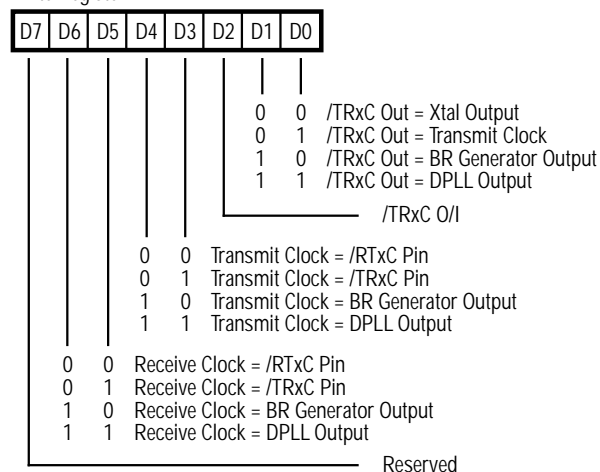 D7 D6 D5 D4 D3 D2 D1 D0
0 0 /TRxC Out = Xtal Output
0 1 /TRxC Out = Transmit Clock
1 0 /TRxC Out = BR Generator Output
1 1 /TRxC Out = DPLL Output
/TRxC O/I
0 0 Transmit Clock = /RTxC Pin
0 1 Transmit Clock = /TRxC Pin
1 0 Transmit Clock = BR Generator Output
1 1 Transmit Clock = DPLL Output
0 0 Receive Clock = /RTxC Pin
0 1 Receive Clock = /TRxC Pin
1 0 Receive Clock = BR Generator Output
1 1 Receive Clock = DPLL Output
Reserved